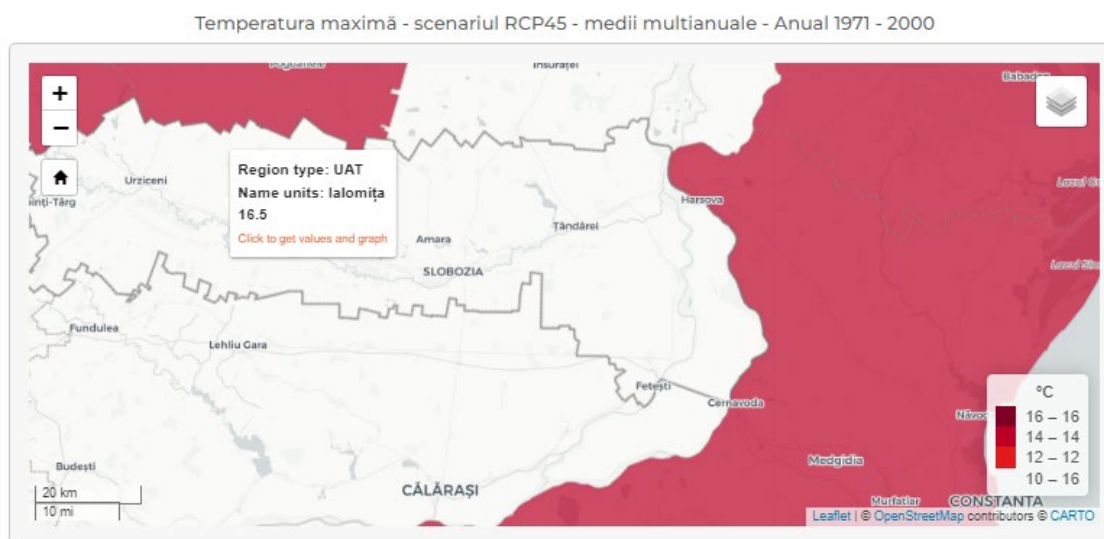 Temperatura maximă - scenariul RCP45 - medii multianuale - Anual 1971 - 2000
Însurăței
Babadag
+
−
Region type: UAT
Name units: Ialomița
16.5
Click to get values and graph
Urziceni
Harsova
Țăndărei
Amara
SLOBOZIA
Fundulea
Lehliu Gara
Fetești
Cernavoda
°C
16 – 16
14 – 14
12 – 12
10 – 16
Medgidia
Budești
CĂLĂRAȘI
Murfatlar
CONSTANȚA
20 km
10 mi
Leaflet | © OpenStreetMap contributors © CARTO